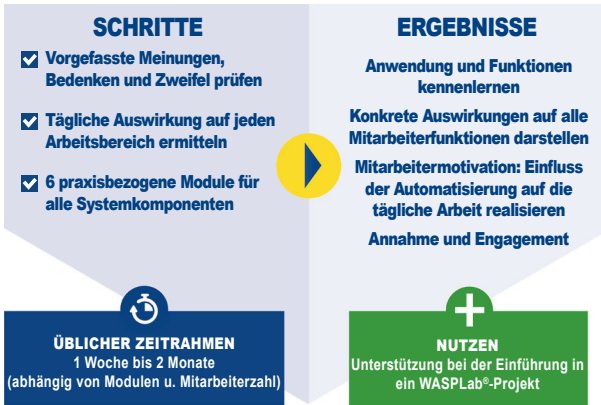 SCHRITTE
Vorgefasste Meinungen,
Bedenken und Zweifel prüfen
Tägliche Auswirkung auf jeden
Arbeitsbereich ermitteln
6 praxisbezogene Module für
alle Systemkomponenten
ERGEBNISSE
Anwendung und Funktionen
kennenlernen
Konkrete Auswirkungen auf alle
Mitarbeiterfunktionen darstellen
Mitarbeitermotivation: Einfluss
der Automatisierung auf die
tägliche Arbeit realisieren
Annahme und Engagement
ÜBLICHER ZEITRAHMEN
1 Woche bis 2 Monate
(abhängig von Modulen u. Mitarbeiterzahl)
NUTZEN
Unterstützung bei der Einführung in
ein WASPLab®-Projekt